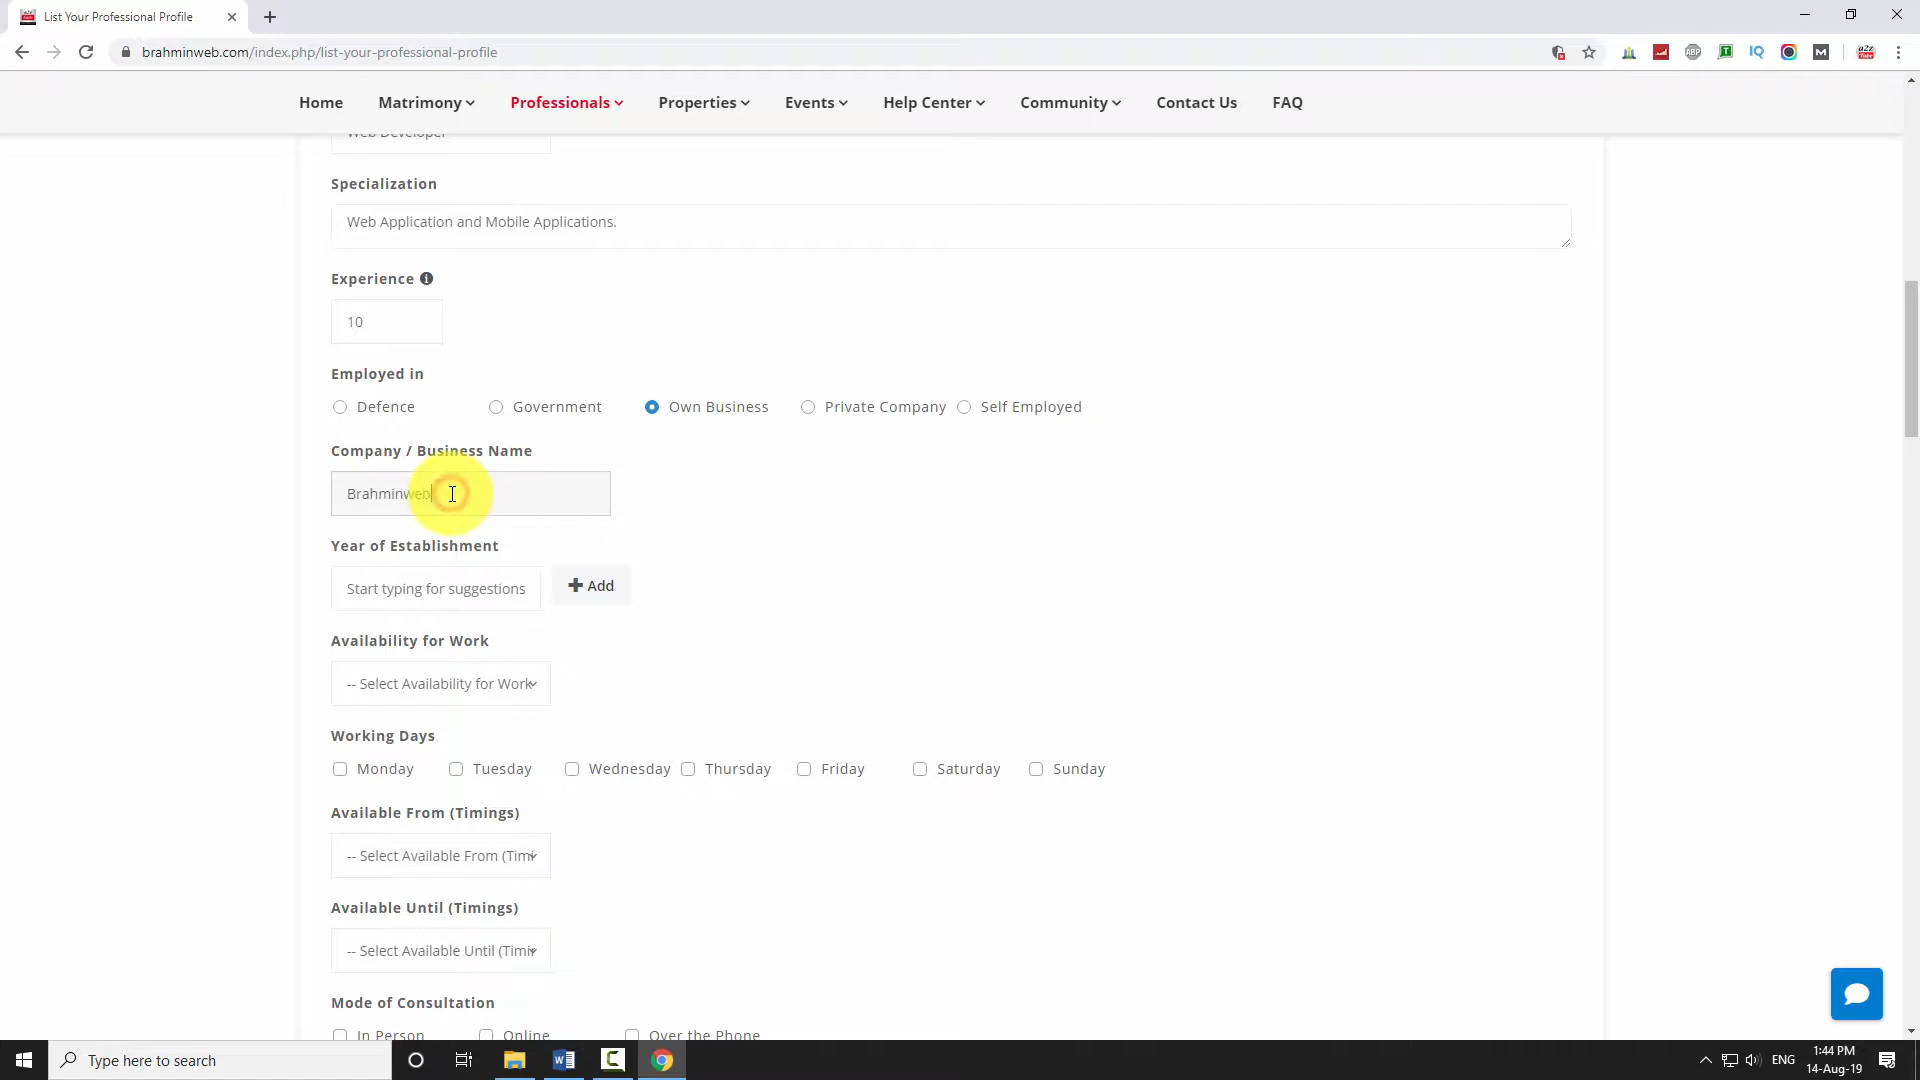 List Your Professional Profile
brahminweb.com/index.php/list-your-professional-profile
ABP
IQ
M
Home Matrimony Professionals Properties Events Help Center Community Contact Us FAQ
Web Developer
Specialization
Web Application and Mobile Applications.
Experience
10
Employed in
Defence Government Own Business Private Company Self Employed
Company / Business Name
Brahminweb
Year of Establishment
Start typing for suggestions
Add
Availability for Work
-- Select Availability for Work
Working Days
Monday Tuesday Wednesday Thursday Friday Saturday Sunday
Available From (Timings)
-- Select Available From (Timi
Available Until (Timings)
-- Select Available Until (Timi
Mode of Consultation
In Person Online Over the Phone
Type here to search
ENG
1:44 PM
14-Aug-19